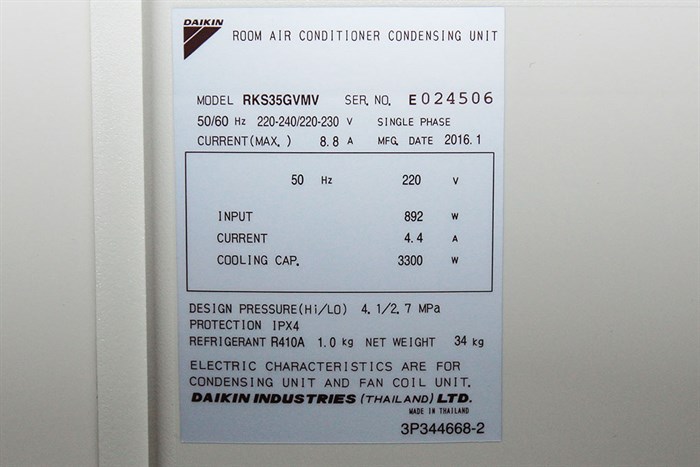 DAIKIN
ROOM AIR CONDITIONER CONDENSING UNIT
MODEL RKS35GVMV SER. NO. E024506
50/60 Hz 220-240/220-230 V SINGLE PHASE
CURRENT(MAX.) 8.8 A MFG. DATE 2016.1
50 Hz 220 V
INPUT 892 W
CURRENT 4.4 A
COOLING CAP. 3300 W
DESIGN PRESSURE(Hi/LO) 4.1/2.7 MPa
PROTECTION IPX4
REFRIGERANT R410A 1.0 kg NET WEIGHT 34 kg
ELECTRIC CHARACTERISTICS ARE FOR
CONDENSING UNIT AND FAN COIL UNIT.
DAIKIN INDUSTRIES (THAILAND) LTD.
MADE IN THAILAND
3P344668-2